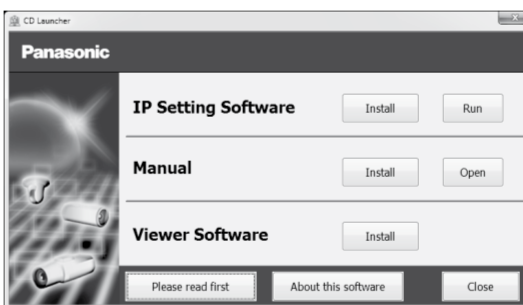 CD Launcher
Panasonic
IP Setting Software Install Run
Manual Install Open
Viewer Software Install
Please read first About this software Close